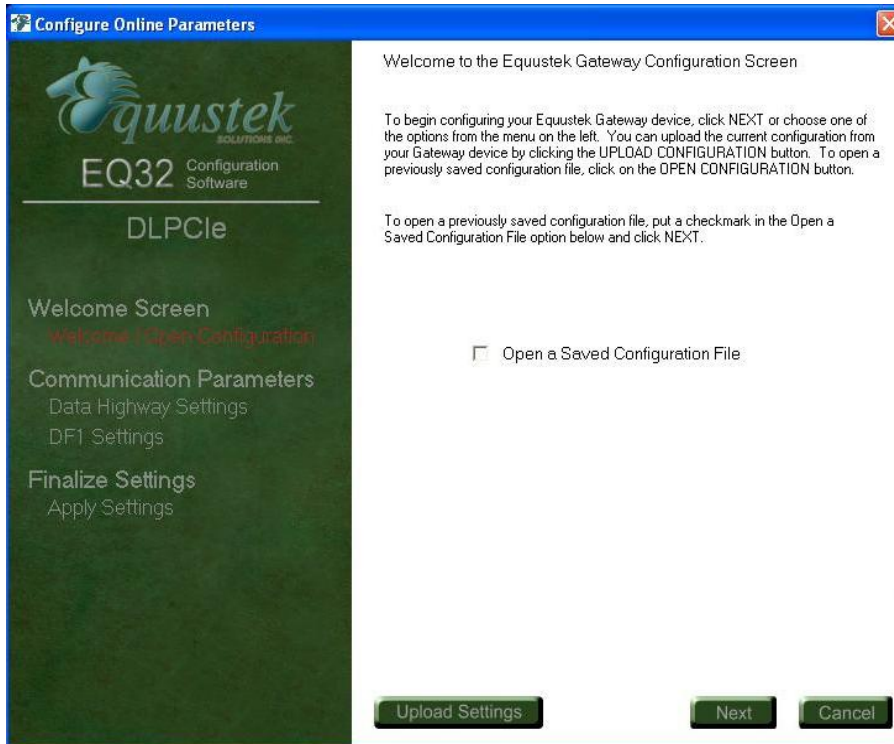 Configure Online Parameters
Equustek
SOLUTIONS INC.
EQ32 Configuration Software
DLPCIe
Welcome Screen
Welcome / Open Configuration
Communication Parameters
Data Highway Settings
DF1 Settings
Finalize Settings
Apply Settings
Welcome to the Equustek Gateway Configuration Screen
To begin configuring your Equustek Gateway device, click NEXT or choose one of
the options from the menu on the left. You can upload the current configuration from
your Gateway device by clicking the UPLOAD CONFIGURATION button. To open a
previously saved configuration file, click on the OPEN CONFIGURATION button.
To open a previously saved configuration file, put a checkmark in the Open a
Saved Configuration File option below and click NEXT.
Open a Saved Configuration File
Upload Settings
Next
Cancel